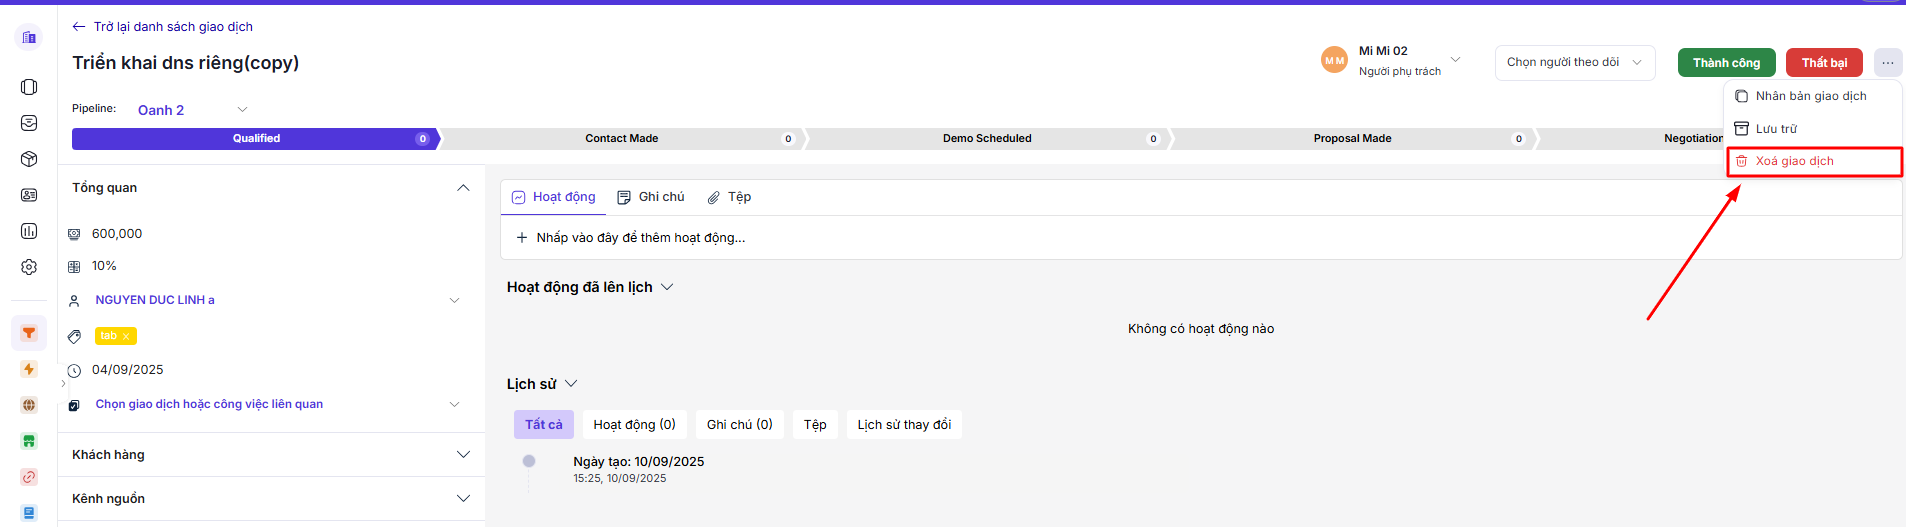 Trở lại danh sách giao dịch
Triển khai dns riêng(copy)
MM
Mi Mi 02
Người phụ trách
Chọn người theo dõi
Thành công
Thất bại
...
Pipeline:
Oanh 2
Nhân bản giao dịch
Lưu trữ
Xoá giao dịch
Qualified 0
Contact Made 0
Demo Scheduled 0
Proposal Made 0
Negotiation
Tổng quan
600,000
10%
NGUYEN DUC LINH a
tab ×
04/09/2025
Chọn giao dịch hoặc công việc liên quan
Khách hàng
Kênh nguồn
Hoạt động
Ghi chú
Tệp
+ Nhấp vào đây để thêm hoạt động...
Hoạt động đã lên lịch
Không có hoạt động nào
Lịch sử
Tất cả
Hoạt động (0)
Ghi chú (0)
Tệp
Lịch sử thay đổi
Ngày tạo: 10/09/2025
15:25, 10/09/2025